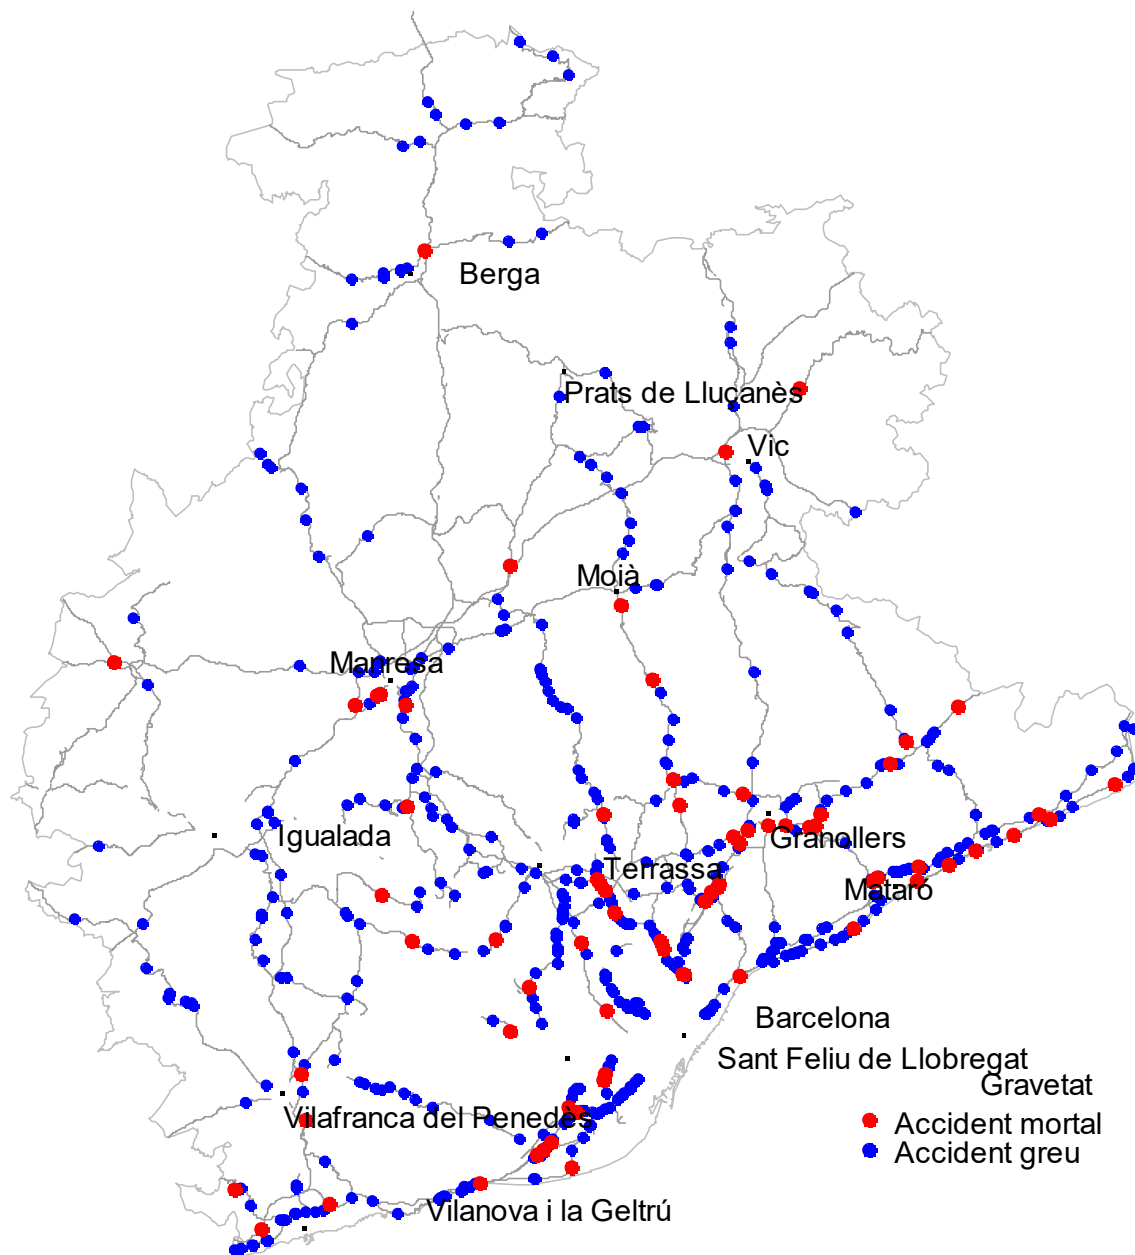 Berga
Prats de Lluçanès
Vic
Moià
Manresa
Igualada
Granollers
Terrassa
Mataró
Barcelona
Sant Feliu de Llobregat
Gravetat
Vilafranca del Penedès
Accident mortal
Accident greu
Vilanova i la Geltrú